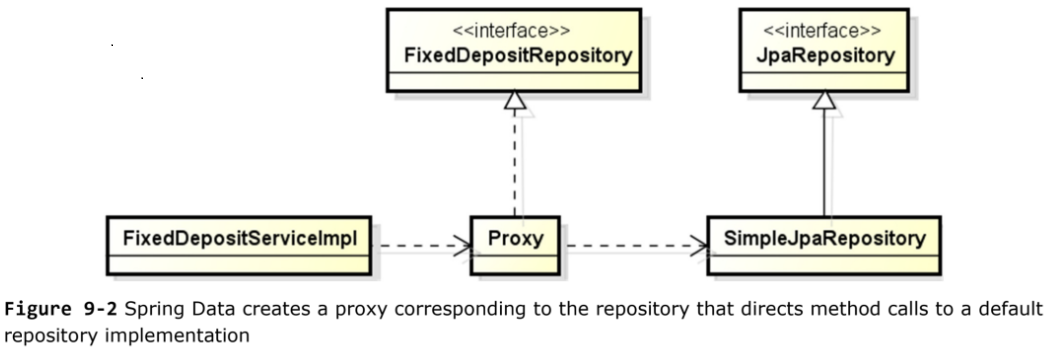 <<interface>>
FixedDepositRepository
<<interface>>
JpaRepository
FixedDepositServiceImpl
Proxy
SimpleJpaRepository
Figure 9-2 Spring Data creates a proxy corresponding to the repository that directs method calls to a default
repository implementation